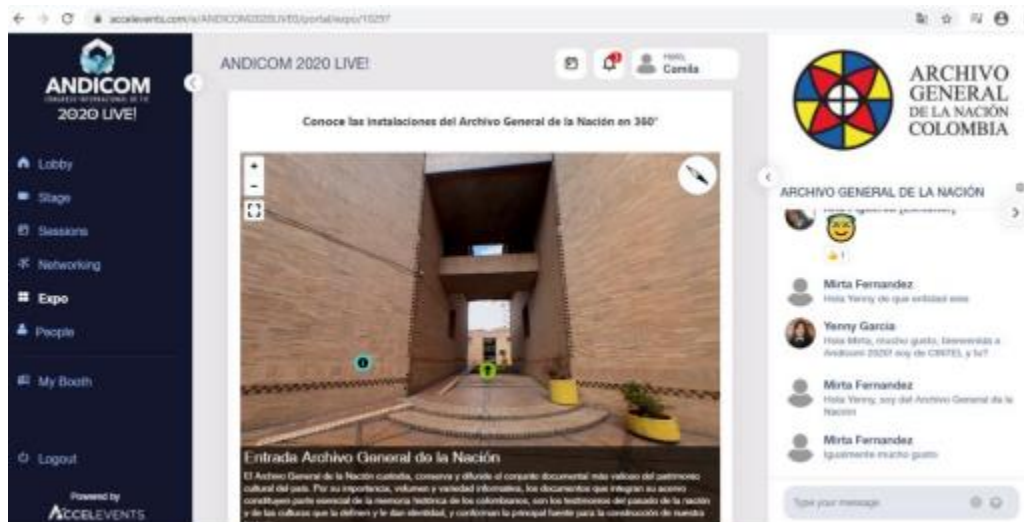 ANDICOM
2020 LIVE!
Lobby
Stage
Sessions
Networking
Expo
People
My Booth
Logout
Powered by
ACCELEVENTS
ANDICOM 2020 LIVE!
Hello,
Camila
Conoce las instalaciones del Archivo General de la Nación en 360°
+
-
Entrada Archivo General de la Nación
El Archivo General de la Nación custodia, conserva y difunde el conjunto documental más valioso del patrimonio
cultural del país. Por su importancia, volumen y variedad informativa, los documentos que integran su acervo
constituyen parte esencial de la memoria histórica de los colombianos, son los testimonios del pasado de la nación
y de las culturas que la definen y le dan identidad, y conforman la principal fuente para la construcción de nuestra
ARCHIVO
GENERAL
DE LA NACIÓN
COLOMBIA
ARCHIVO GENERAL DE LA NACIÓN
1
Mirta Fernandez
Hola Yenny de que entidad eres
Yenny Garcia
Hola Mirta, mucho gusto, bienvenida a
Andicom 2020! soy de CINTEL y tu?
Mirta Fernandez
Hola Yenny, soy del Archivo General de la
Nación
Mirta Fernandez
Igualmente mucho gusto
Type your message